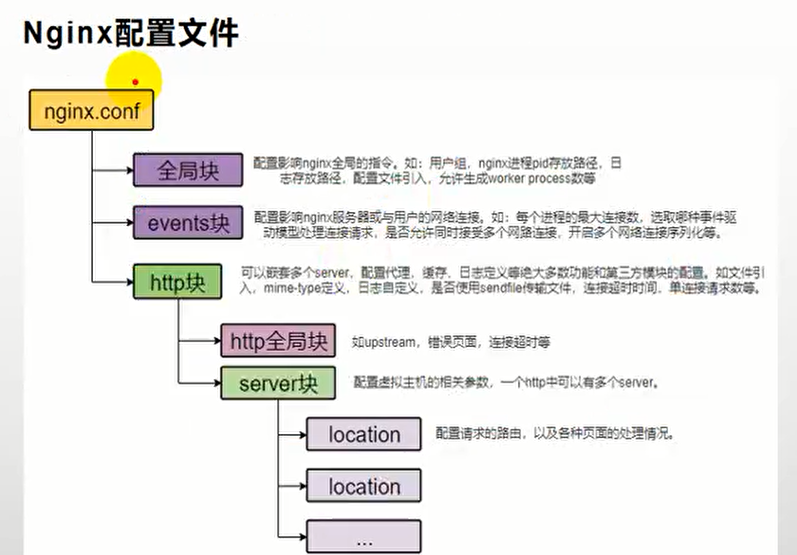 Nginx配置文件
nginx.conf
全局块
配置影响nginx全局的指令。如：用户组，nginx进程pid存放路径，日
志存放路径，配置文件引入，允许生成worker process数等
events块
配置影响nginx服务器或与用户的网络连接。如：每个进程的最大连接数，选取哪种事件驱
动模型处理连接请求，是否允许同时接受多个网路连接，开启多个网络连接序列化等。
http块
可以嵌套多个server，配置代理，缓存，日志定义等绝大多数功能和第三方模块的配置。如文件引
入，mime-type定义，日志自定义，是否使用sendfile传输文件，连接超时时间，单连接请求数等。
http全局块
如upstream，错误页面，连接超时等
server块
配置虚拟主机的相关参数，一个http中可以有多个server。
location
配置请求的路由，以及各种页面的处理情况。
location
...